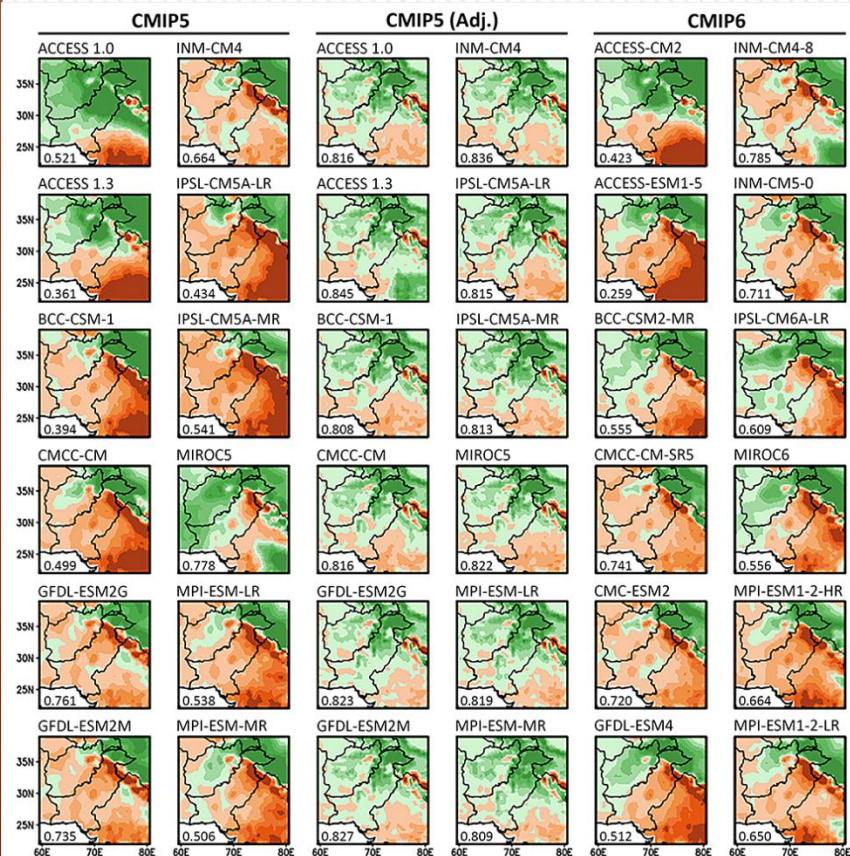 CMIP5 CMIP5 (Adj.) CMIP6
ACCESS 1.0 INM-CM4 ACCESS 1.0 INM-CM4 ACCESS-CM2 INM-CM4-8
35N
30N
25N
0.521 0.664 0.816 0.836 0.423 0.785
ACCESS 1.3 IPSL-CM5A-LR ACCESS 1.3 IPSL-CM5A-LR ACCESS-ESM1-5 INM-CM5-0
35N
30N
25N
0.361 0.434 0.845 0.815 0.259 0.711
BCC-CSM-1 IPSL-CM5A-MR BCC-CSM-1 IPSL-CM5A-MR BCC-CSM2-MR IPSL-CM6A-LR
35N
30N
25N
0.394 0.541 0.808 0.813 0.555 0.609
CMCC-CM MIROC5 CMCC-CM MIROC5 CMCC-CM-SR5 MIROC6
35N
30N
25N
0.499 0.778 0.816 0.822 0.741 0.556
GFDL-ESM2G MPI-ESM-LR GFDL-ESM2G MPI-ESM-LR CMC-ESM2 MPI-ESM1-2-HR
35N
30N
25N
0.761 0.538 0.823 0.819 0.720 0.664
GFDL-ESM2M MPI-ESM-MR GFDL-ESM2M MPI-ESM-MR GFDL-ESM4 MPI-ESM1-2-LR
35N
30N
25N
0.735 0.506 0.827 0.809 0.512 0.650
60E 70E 80E 60E 70E 80E 60E 70E 80E 60E 70E 80E 60E 70E 80E 60E 70E 80E